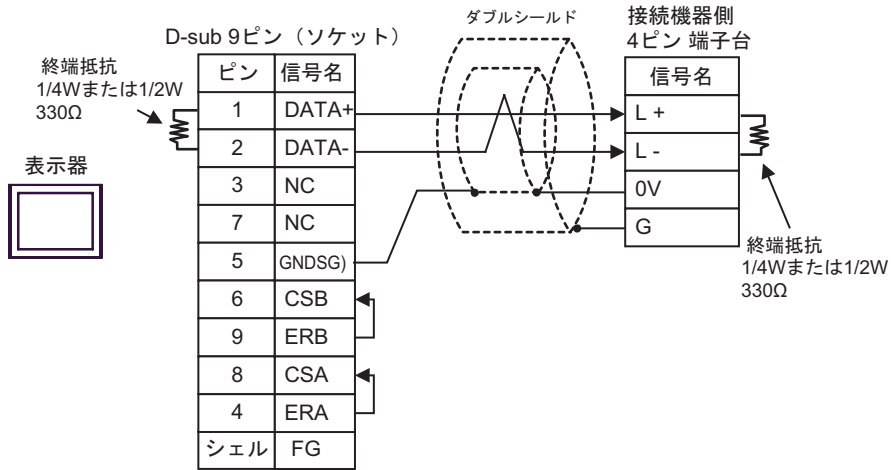 ダブルシールド
接続機器側
4ピン 端子台
D-sub 9ピン（ソケット）
終端抵抗
1/4Wまたは1/2W
330Ω
表示器
ピン 信号名
1 DATA+
2 DATA-
3 NC
7 NC
5 GNDSG)
6 CSB
9 ERB
8 CSA
4 ERA
シェル FG
信号名
L +
L -
0V
G
終端抵抗
1/4Wまたは1/2W
330Ω